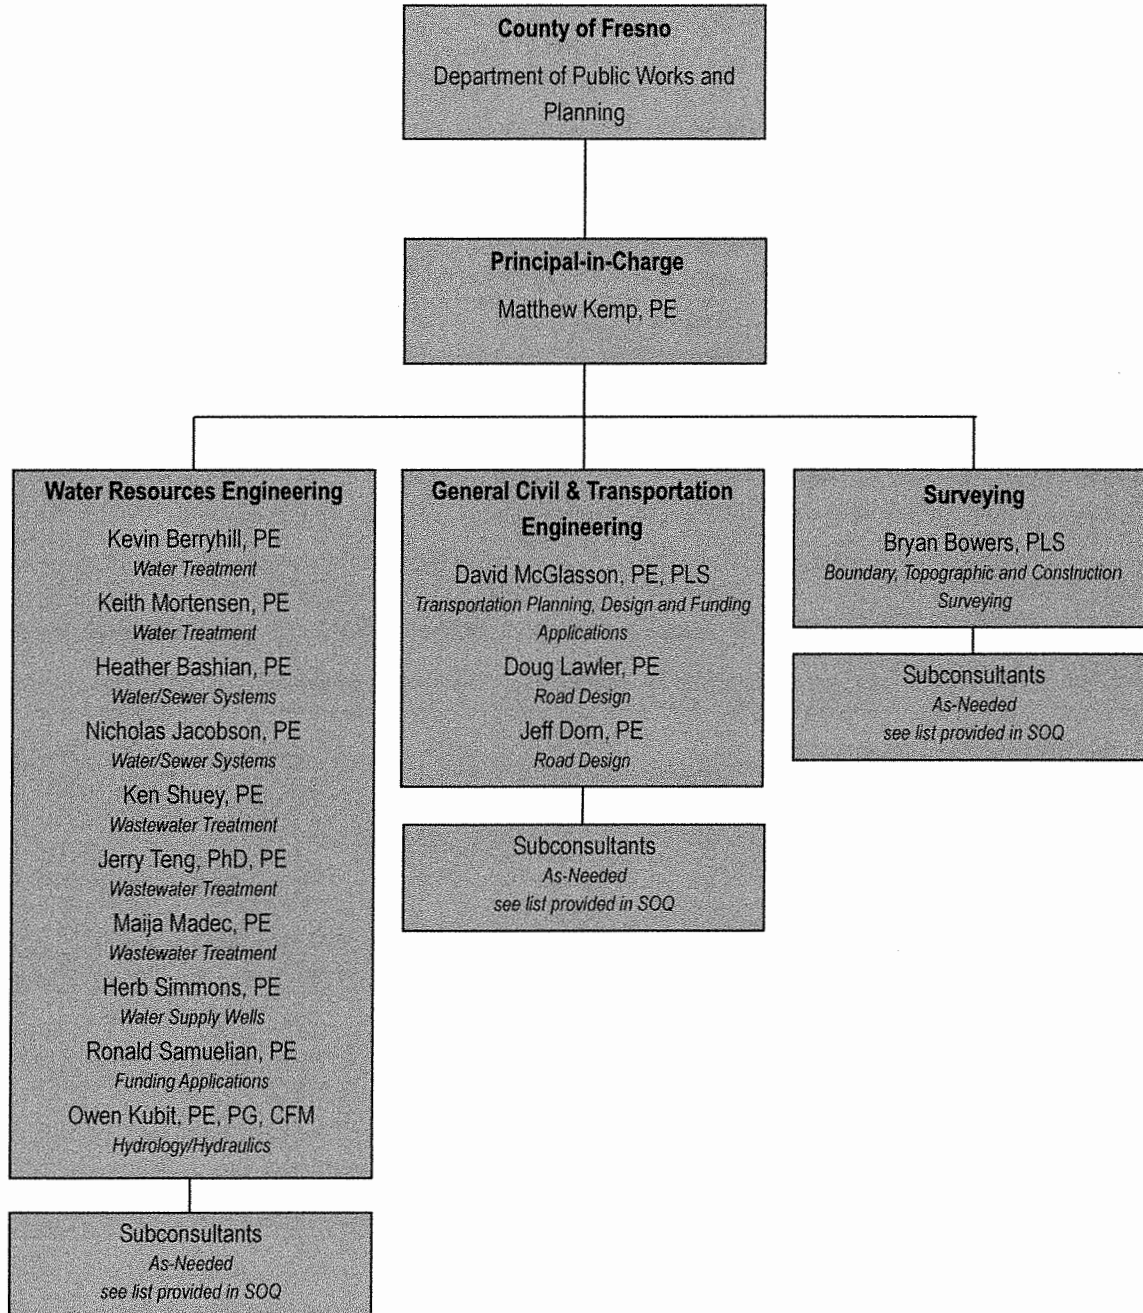 County of Fresno
Department of Public Works and
Planning
Principal-in-Charge
Matthew Kemp, PE
Water Resources Engineering
Kevin Berryhill, PE
Water Treatment
Keith Mortensen, PE
Water Treatment
Heather Bashian, PE
Water/Sewer Systems
Nicholas Jacobson, PE
Water/Sewer Systems
Ken Shuey, PE
Wastewater Treatment
Jerry Teng, PhD, PE
Wastewater Treatment
Maija Madec, PE
Wastewater Treatment
Herb Simmons, PE
Water Supply Wells
Ronald Samuelian, PE
Funding Applications
Owen Kubit, PE, PG, CFM
Hydrology/Hydraulics
Subconsultants
As-Needed
see list provided in SOQ
General Civil & Transportation
Engineering
David McGlasson, PE, PLS
Transportation Planning, Design and Funding
Applications
Doug Lawler, PE
Road Design
Jeff Dorn, PE
Road Design
Subconsultants
As-Needed
see list provided in SOQ
Surveying
Bryan Bowers, PLS
Boundary, Topographic and Construction
Surveying
Subconsultants
As-Needed
see list provided in SOQ